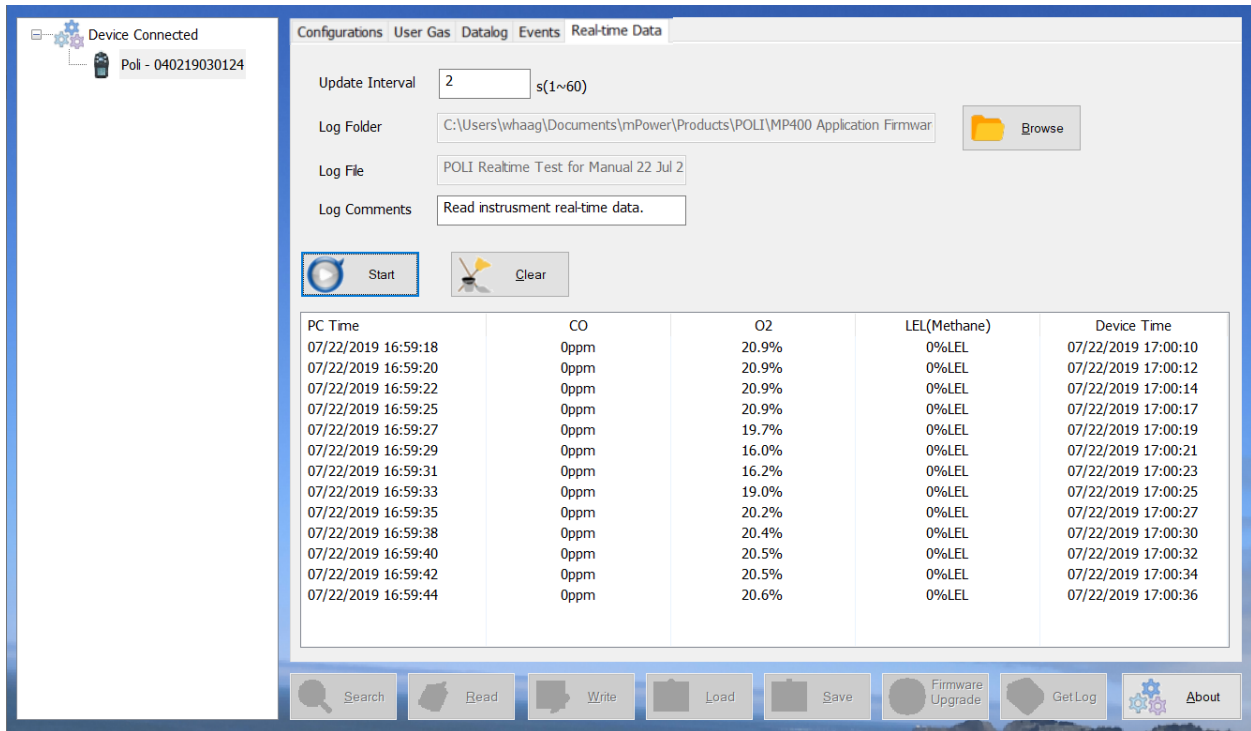 Device Connected
Poli - 040219030124
Configurations User Gas Datalog Events Real-time Data
Update Interval 2 s(1~60)
Log Folder C:\Users\whaag\Documents\mPower\Products\POLI\MP400 Application Firmwar Browse
Log File POLI Realtime Test for Manual 22 Jul 2
Log Comments Read instrusment real-time data.
Start Clear
PC Time CO O2 LEL(Methane) Device Time
07/22/2019 16:59:18 0ppm 20.9% 0%LEL 07/22/2019 17:00:10
07/22/2019 16:59:20 0ppm 20.9% 0%LEL 07/22/2019 17:00:12
07/22/2019 16:59:22 0ppm 20.9% 0%LEL 07/22/2019 17:00:14
07/22/2019 16:59:25 0ppm 20.9% 0%LEL 07/22/2019 17:00:17
07/22/2019 16:59:27 0ppm 19.7% 0%LEL 07/22/2019 17:00:19
07/22/2019 16:59:29 0ppm 16.0% 0%LEL 07/22/2019 17:00:21
07/22/2019 16:59:31 0ppm 16.2% 0%LEL 07/22/2019 17:00:23
07/22/2019 16:59:33 0ppm 19.0% 0%LEL 07/22/2019 17:00:25
07/22/2019 16:59:35 0ppm 20.2% 0%LEL 07/22/2019 17:00:27
07/22/2019 16:59:38 0ppm 20.4% 0%LEL 07/22/2019 17:00:30
07/22/2019 16:59:40 0ppm 20.5% 0%LEL 07/22/2019 17:00:32
07/22/2019 16:59:42 0ppm 20.5% 0%LEL 07/22/2019 17:00:34
07/22/2019 16:59:44 0ppm 20.6% 0%LEL 07/22/2019 17:00:36
Search Read Write Load Save Firmware Upgrade Get Log About